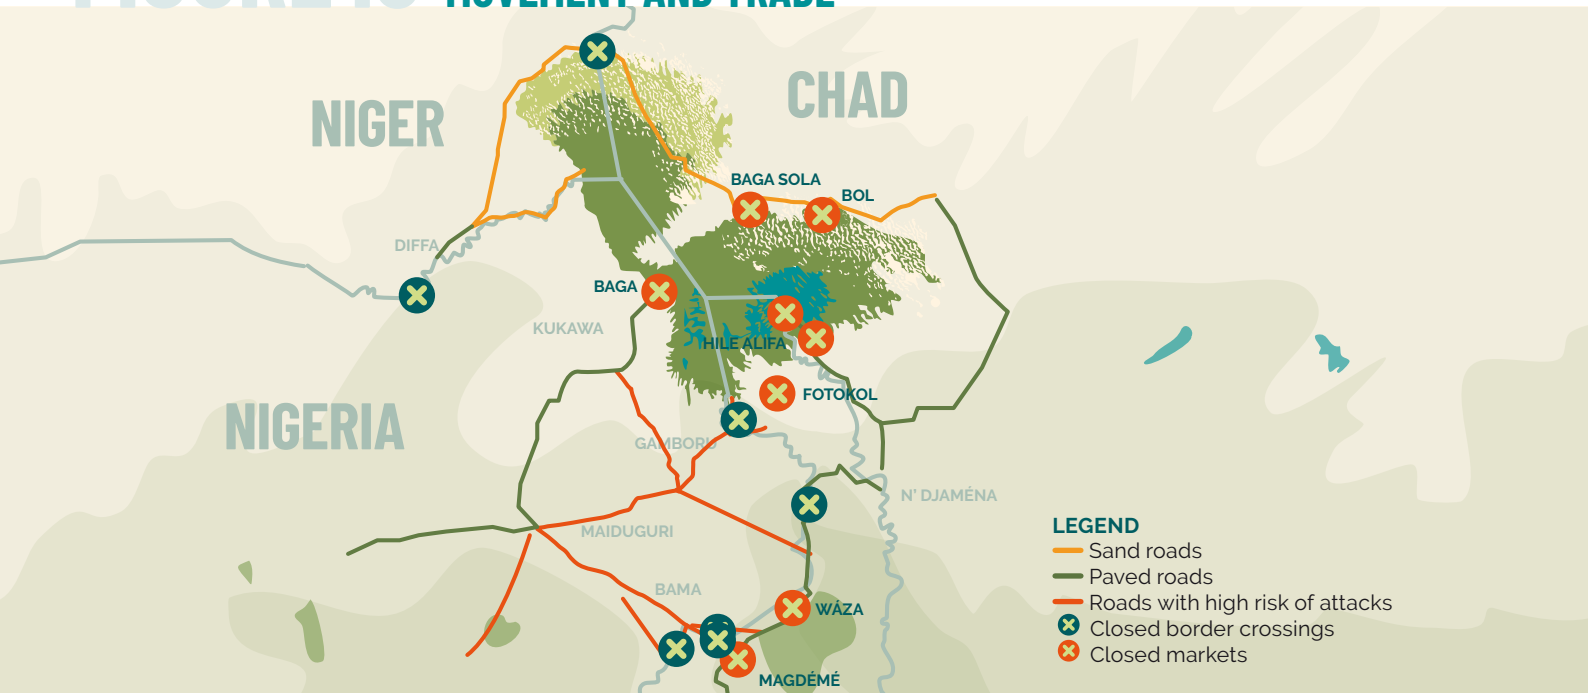 MOVEMENT AND TRADE
CHAD
NIGER
BAGA SOLA
BOL
DIFFA
BAGA
KUKAWA
HILE ALIFA
FOTOKOL
NIGERIA
GAMBORU
N' DJAMÉNA
MAIDUGURI
BAMA
WÁZA
MAGDÉMÉ
LEGEND
Sand roads
Paved roads
Roads with high risk of attacks
Closed border crossings
Closed markets